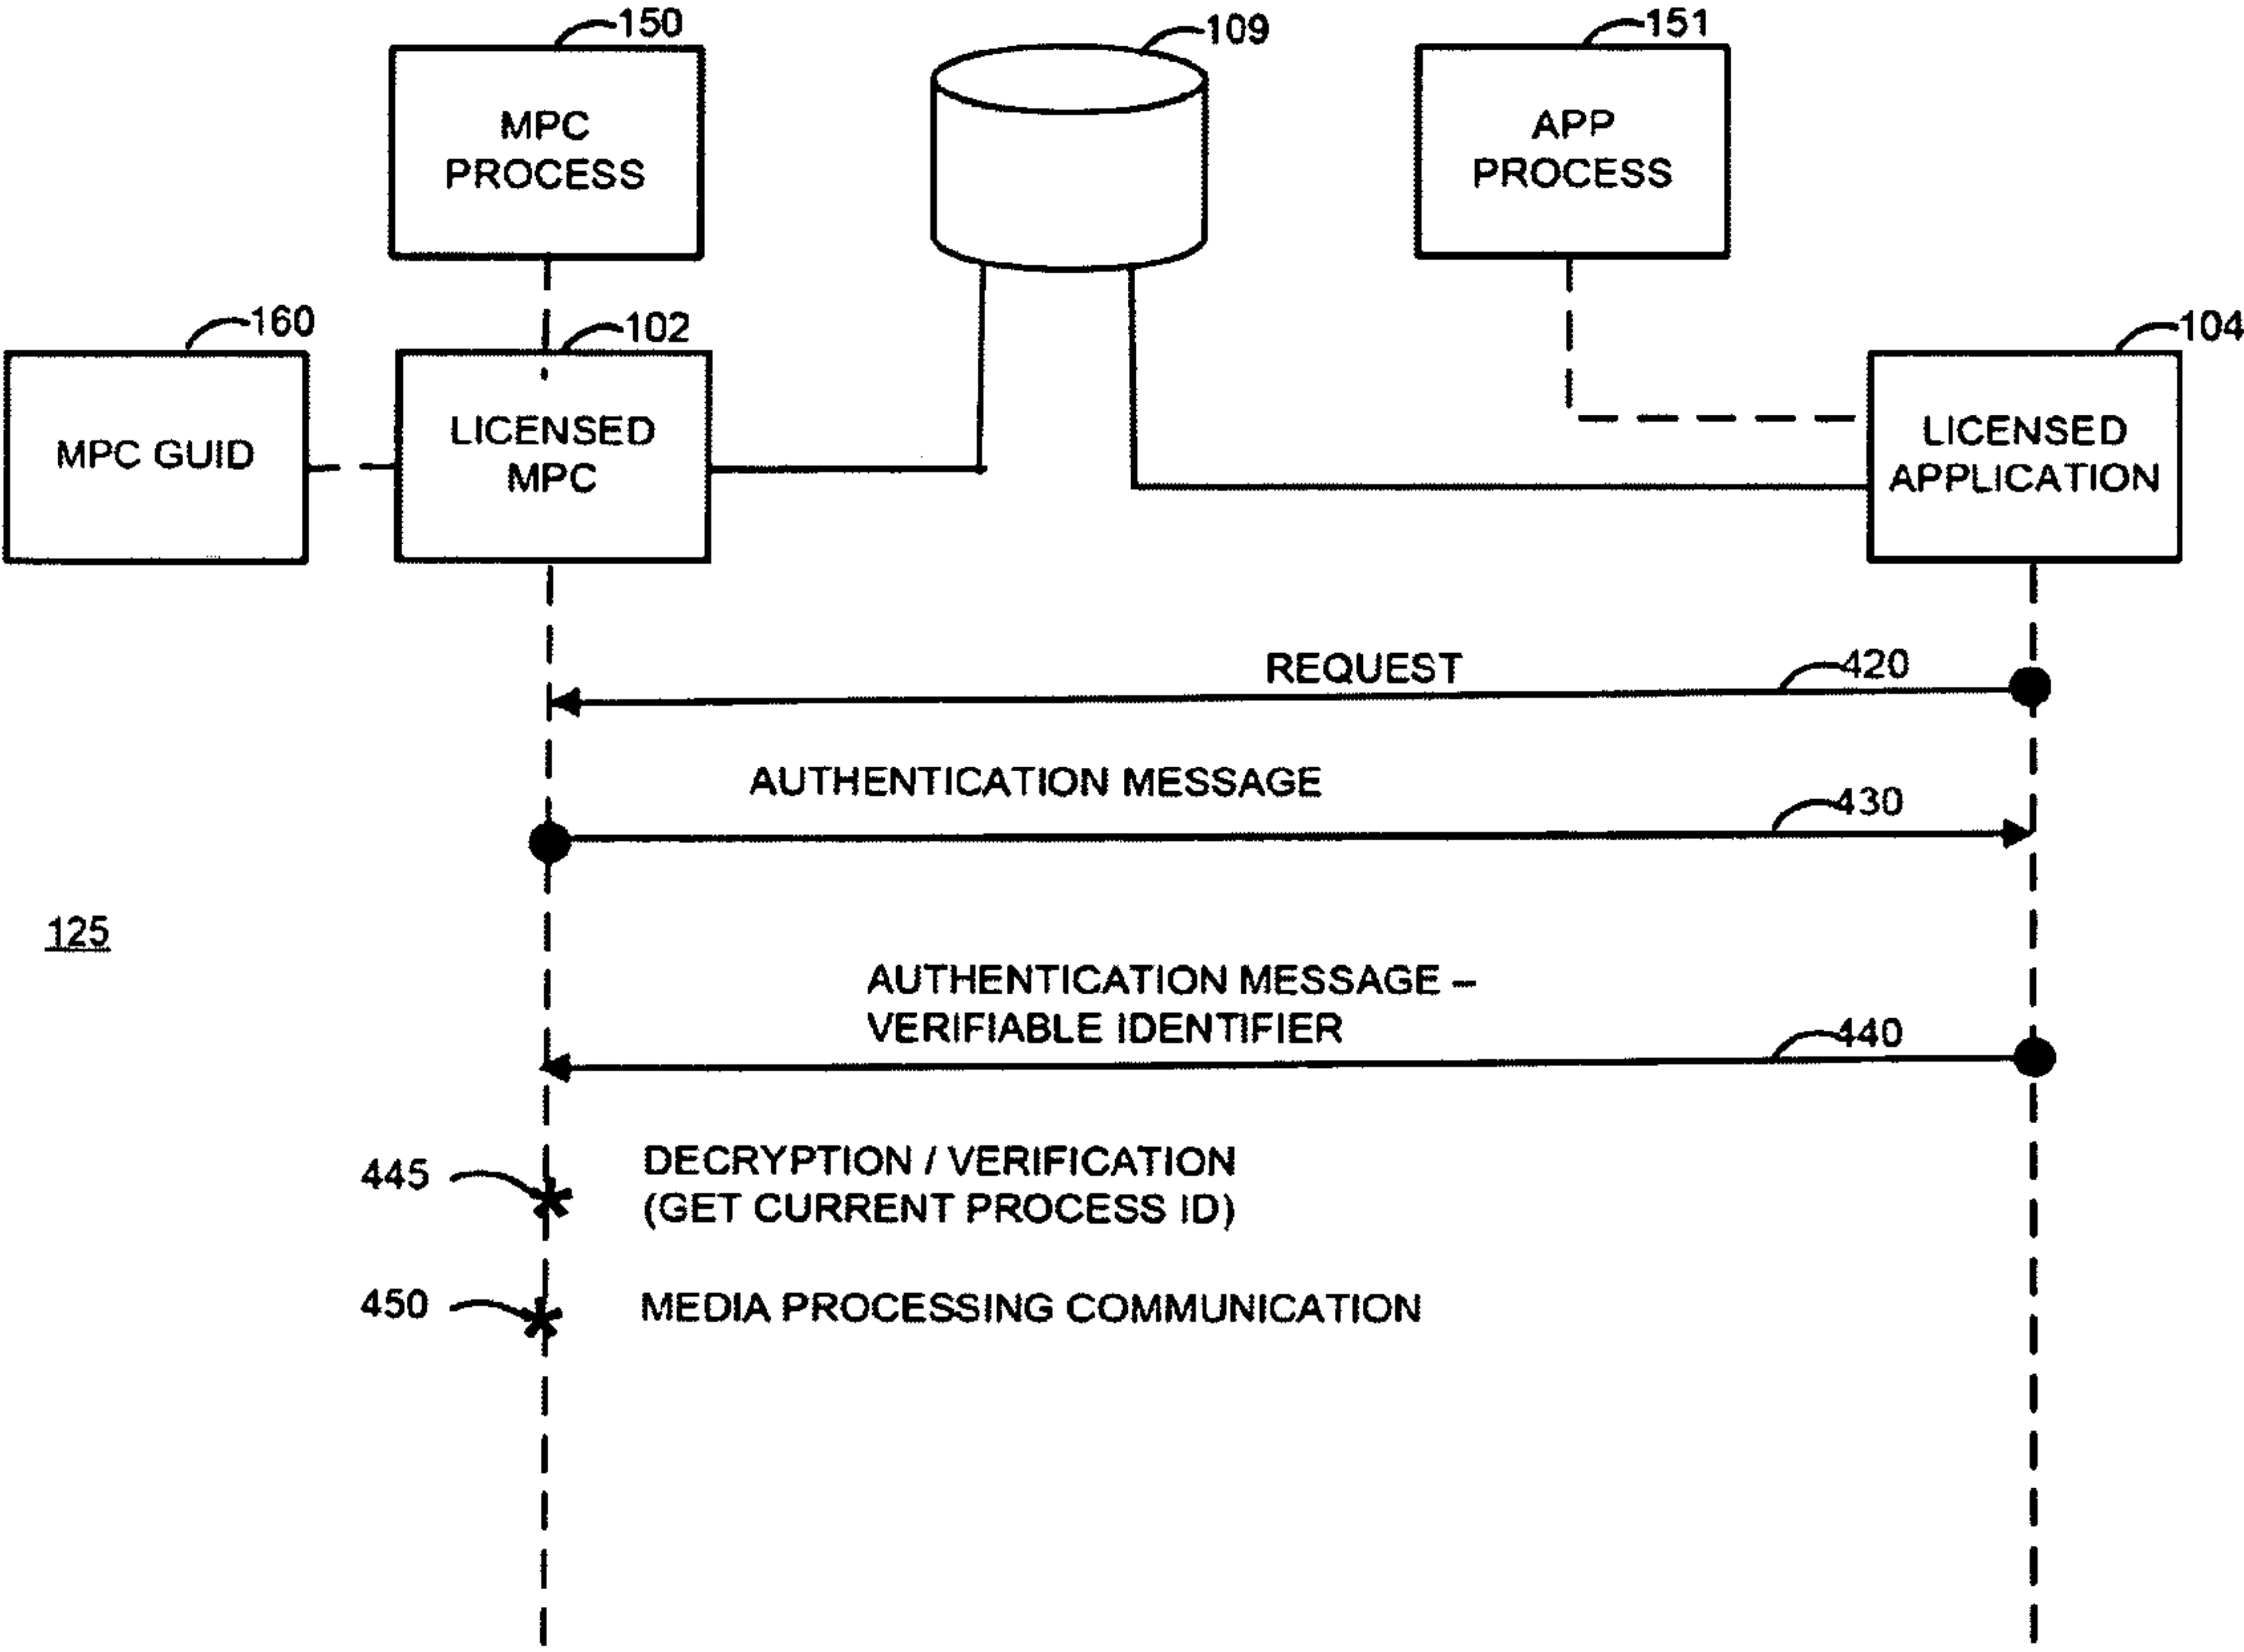 150
109
151
MPC
PROCESS
APP
PROCESS
160
102
104
MPC GUID
LICENSED
MPC
LICENSED
APPLICATION
REQUEST
420
AUTHENTICATION MESSAGE
430
125
AUTHENTICATION MESSAGE –
VERIFIABLE IDENTIFIER
440
445
DECRYPTION / VERIFICATION
(GET CURRENT PROCESS ID)
450
MEDIA PROCESSING COMMUNICATION